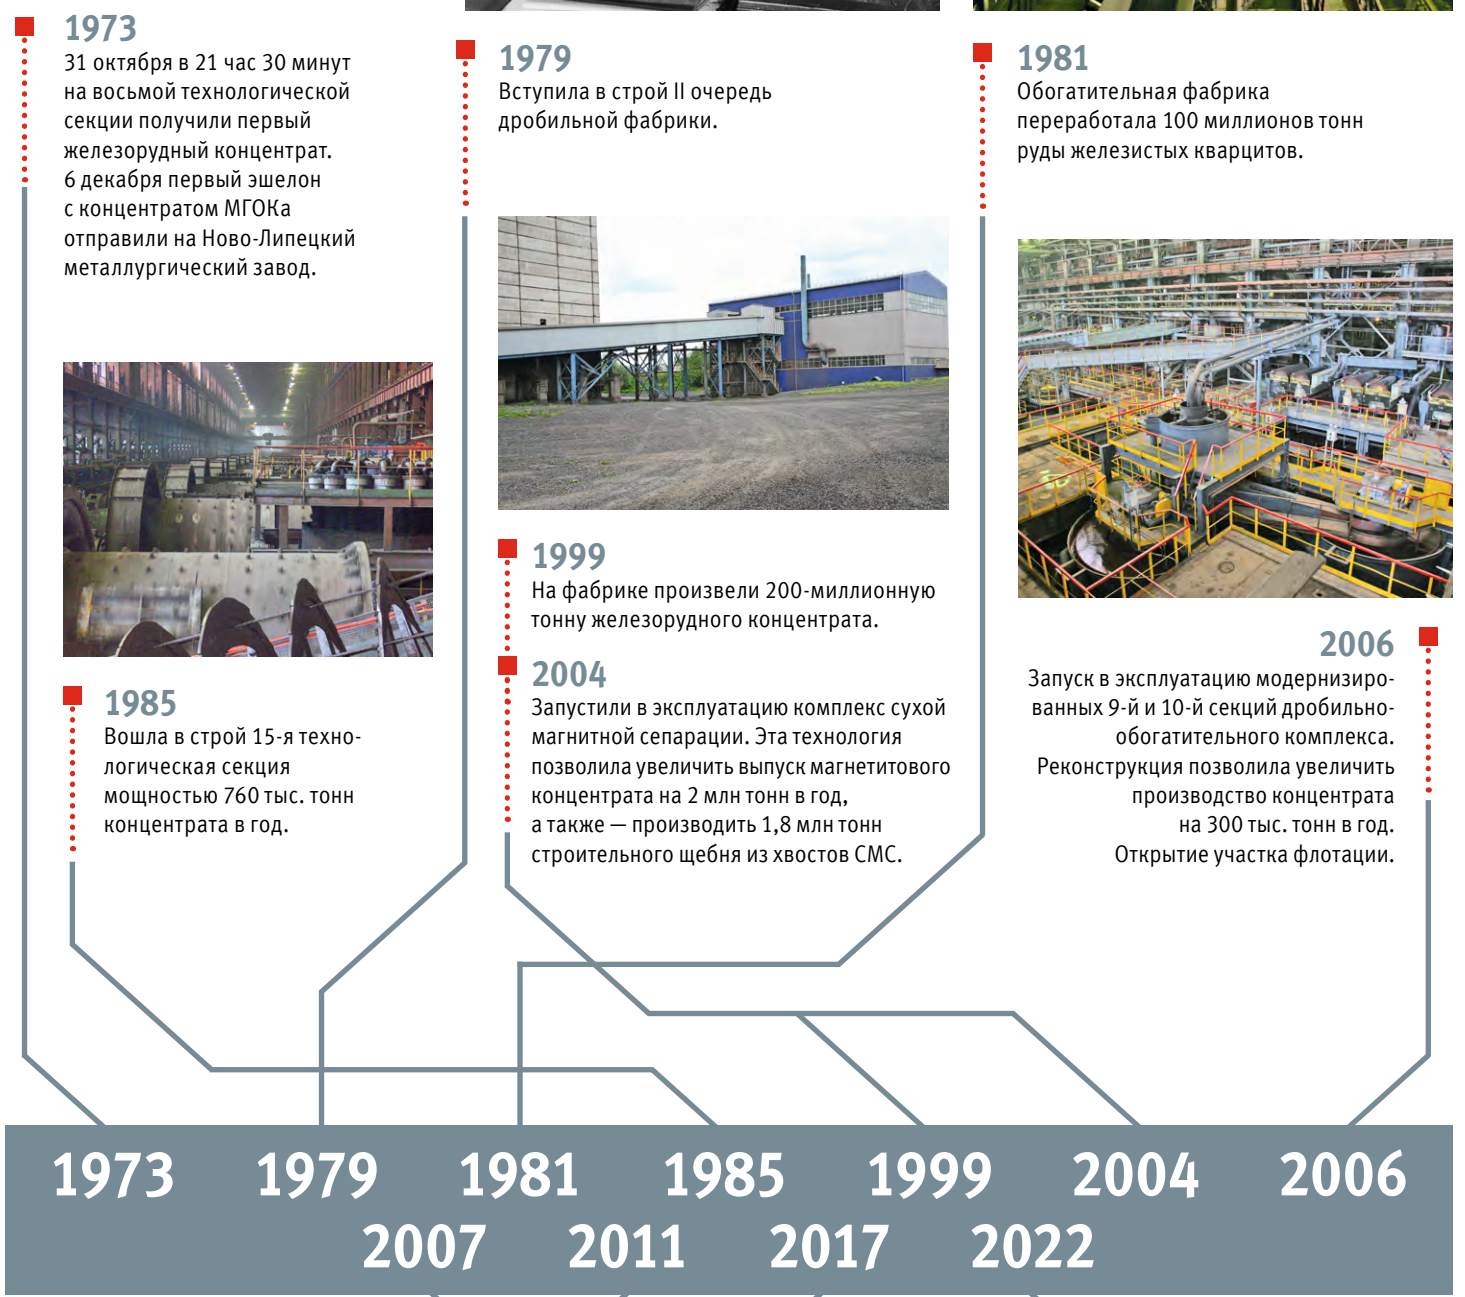 1973
31 октября в 21 час 30 минут
на восьмой технологической
секции получили первый
железорудный концентрат.
6 декабря первый эшелон
с концентратом МГОКа
отправили на Ново-Липецкий
металлургический завод.
1979
Вступила в строй II очередь
дробильной фабрики.
1981
Обогатительная фабрика
переработала 100 миллионов тонн
руды железистых кварцитов.
1985
Вошла в строй 15-я техно-
логическая секция
мощностью 760 тыс. тонн
концентрата в год.
1999
На фабрике произвели 200-миллионную
тонну железорудного концентрата.
2004
Запустили в эксплуатацию комплекс сухой
магнитной сепарации. Эта технология
позволила увеличить выпуск магнетитового
концентрата на 2 млн тонн в год,
а также — производить 1,8 млн тонн
строительного щебня из хвостов СМС.
2006
Запуск в эксплуатацию модернизиро-
ванных 9-й и 10-й секций дробильно-
обогатительного комплекса.
Реконструкция позволила увеличить
производство концентрата
на 300 тыс. тонн в год.
Открытие участка флотации.
1973 1979 1981 1985 1999 2004 2006
2007 2011 2017 2022